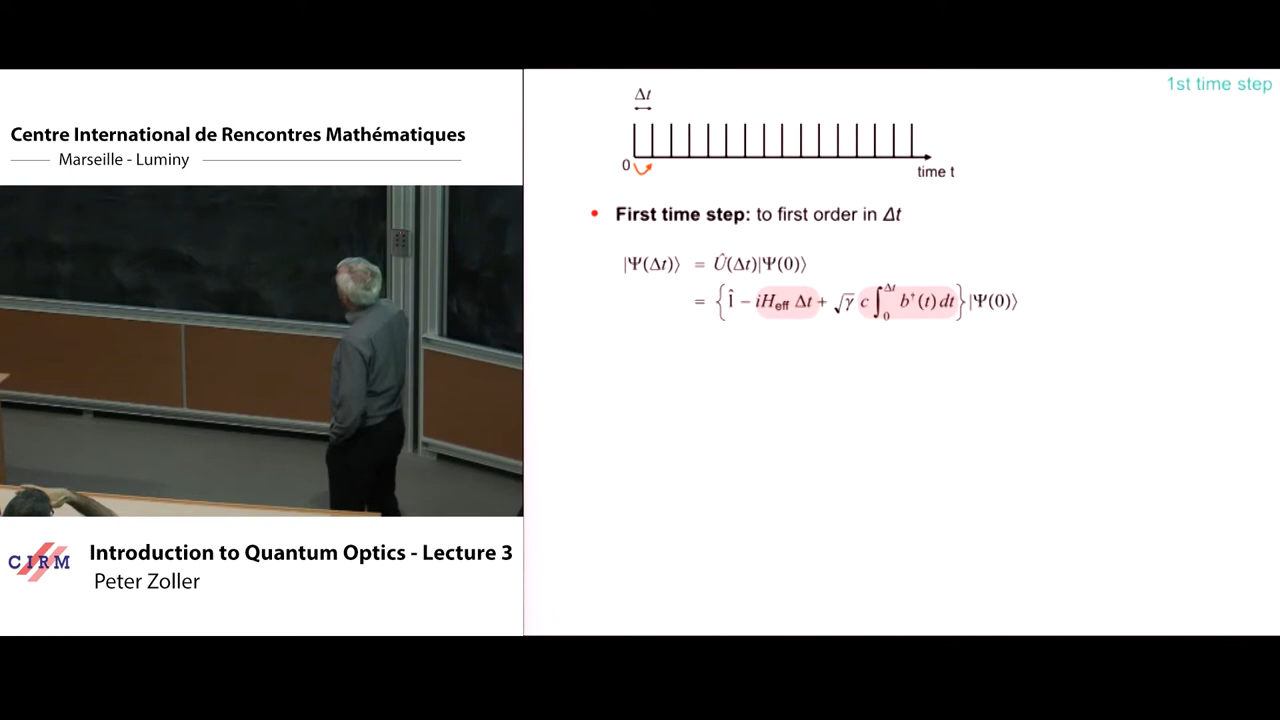 Centre International de Rencontres Mathématiques
Marseille - Luminy
CIRM
Introduction to Quantum Optics - Lecture 3
Peter Zoller
1st time step
Δt
0
time t
• First time step: to first order in Δt
|Ψ(Δt)⟩ = Û(Δt)|Ψ(0)⟩
= {1̂ − iH_eff Δt + √γ c ∫₀^Δt b†(t) dt}|Ψ(0)⟩